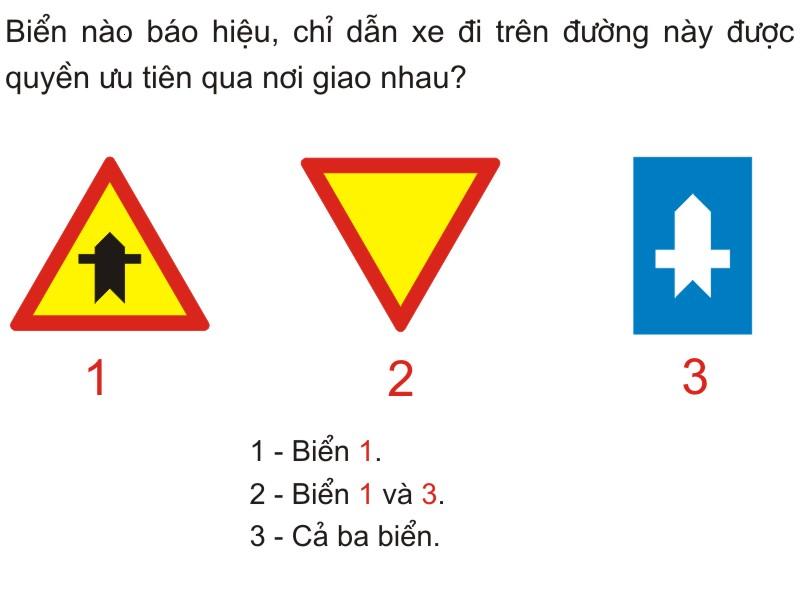 Biển nào báo hiệu, chỉ dẫn xe đi trên đường này được
quyền ưu tiên qua nơi giao nhau?
1 2 3
1 - Biển 1.
2 - Biển 1 và 3.
3 - Cả ba biển.